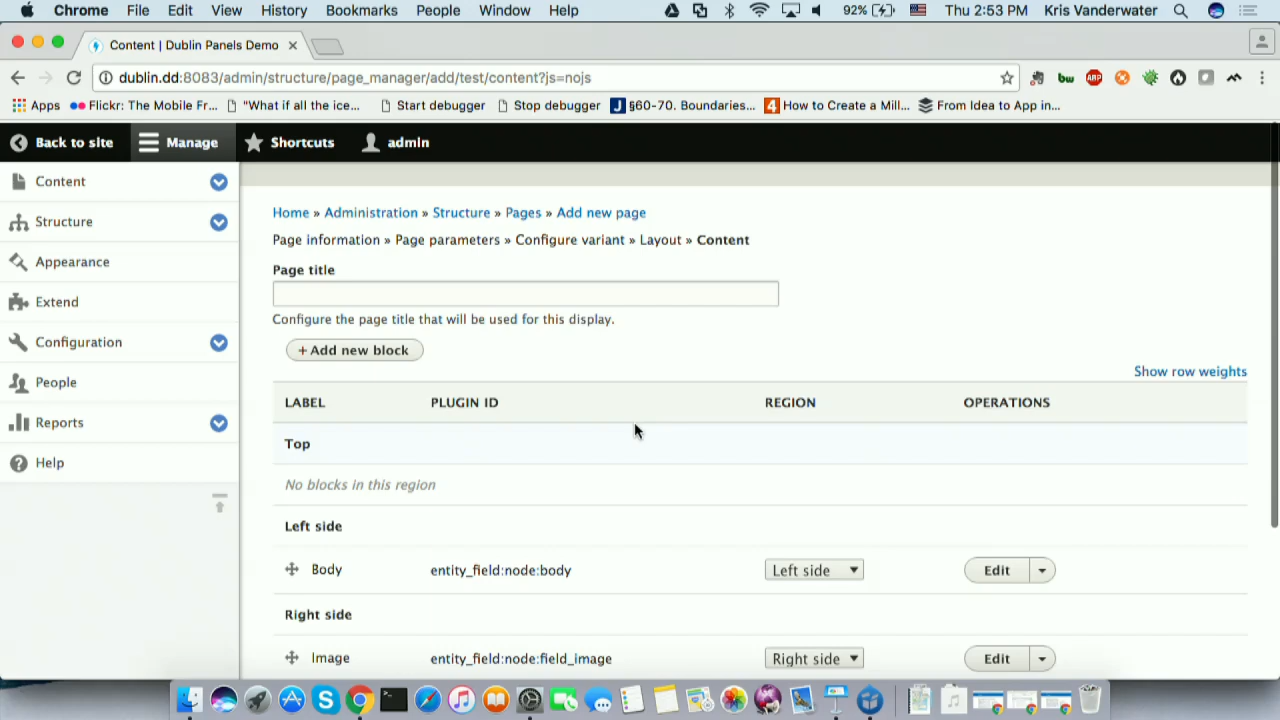 Chrome File Edit View History Bookmarks People Window Help 92% Thu 2:53 PM Kris Vanderwater
Content | Dublin Panels Demo
dublin.dd:8083/admin/structure/page_manager/add/test/content?js=nojs
bw ABP
Apps Flickr: The Mobile Fr... "What if all the ice... Start debugger Stop debugger J §60-70. Boundaries... 4 How to Create a Mill... From Idea to App in...
Back to site Manage Shortcuts admin
Content
Structure
Appearance
Extend
Configuration
People
Reports
Help
Home » Administration » Structure » Pages » Add new page
Page information » Page parameters » Configure variant » Layout » Content
Page title
Configure the page title that will be used for this display.
+ Add new block
Show row weights
LABEL PLUGIN ID REGION OPERATIONS
Top
No blocks in this region
Left side
Body entity_field:node:body Left side Edit
Right side
Image entity_field:node:field_image Right side Edit